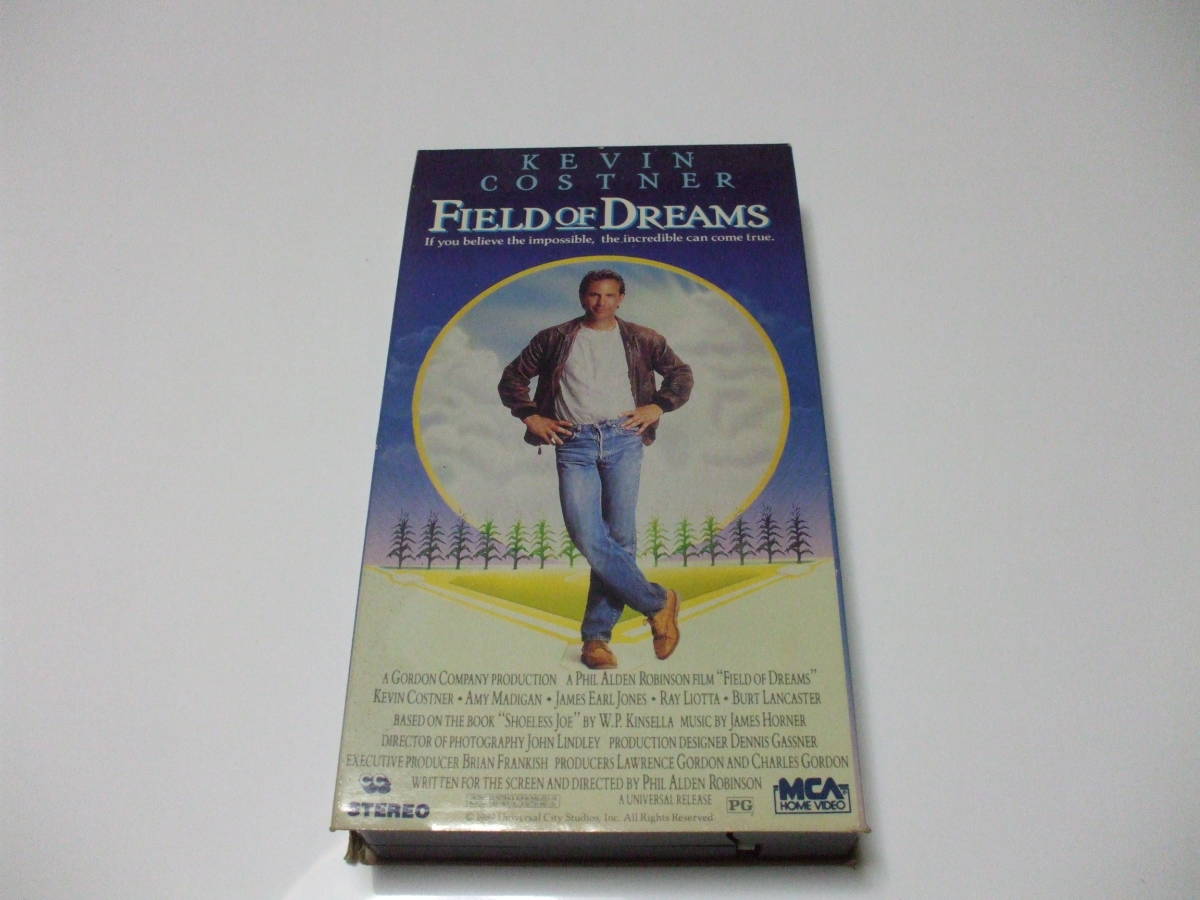 KEVIN
COSTNER
FIELD OF DREAMS
If you believe the impossible, the incredible can come true.
A GORDON COMPANY PRODUCTION A PHIL ALDEN ROBINSON FILM "FIELD OF DREAMS"
KEVIN COSTNER • AMY MADIGAN • JAMES EARL JONES • RAY LIOTTA • BURT LANCASTER
BASED ON THE BOOK "SHOELESS JOE" BY W.P. KINSELLA MUSIC BY JAMES HORNER
DIRECTOR OF PHOTOGRAPHY JOHN LINDLEY PRODUCTION DESIGNER DENNIS GASSNER
EXECUTIVE PRODUCER BRIAN FRANKISH PRODUCERS LAWRENCE GORDON AND CHARLES GORDON
WRITTEN FOR THE SCREEN AND DIRECTED BY PHIL ALDEN ROBINSON
A UNIVERSAL RELEASE
PG
STEREO
MCA
HOME VIDEO
© 1989 Universal City Studios, Inc. All Rights Reserved